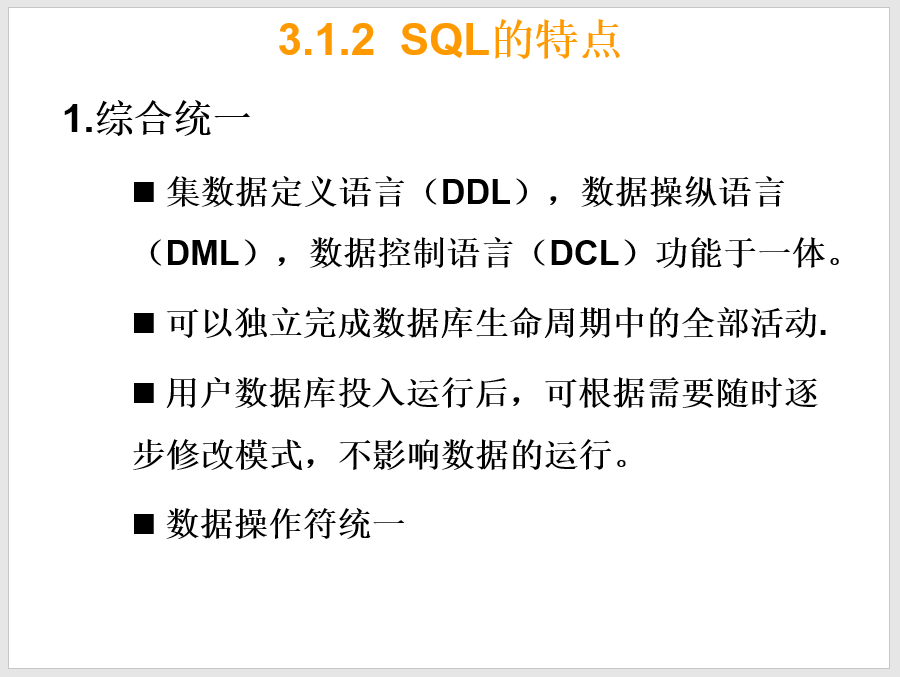 3.1.2 SQL的特点
1.综合统一
■ 集数据定义语言（DDL），数据操纵语言
（DML），数据控制语言（DCL）功能于一体。
■ 可以独立完成数据库生命周期中的全部活动.
■ 用户数据库投入运行后，可根据需要随时逐
步修改模式，不影响数据的运行。
■ 数据操作符统一